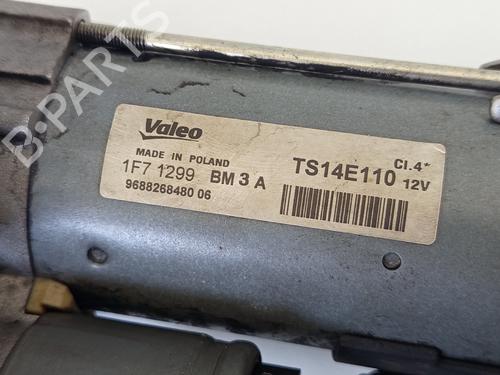 B-PARTS
Valeo
MADE IN POLAND
1F7 1299 BM 3 A
9688268480 06
TS14E110
Cl.4*
12V